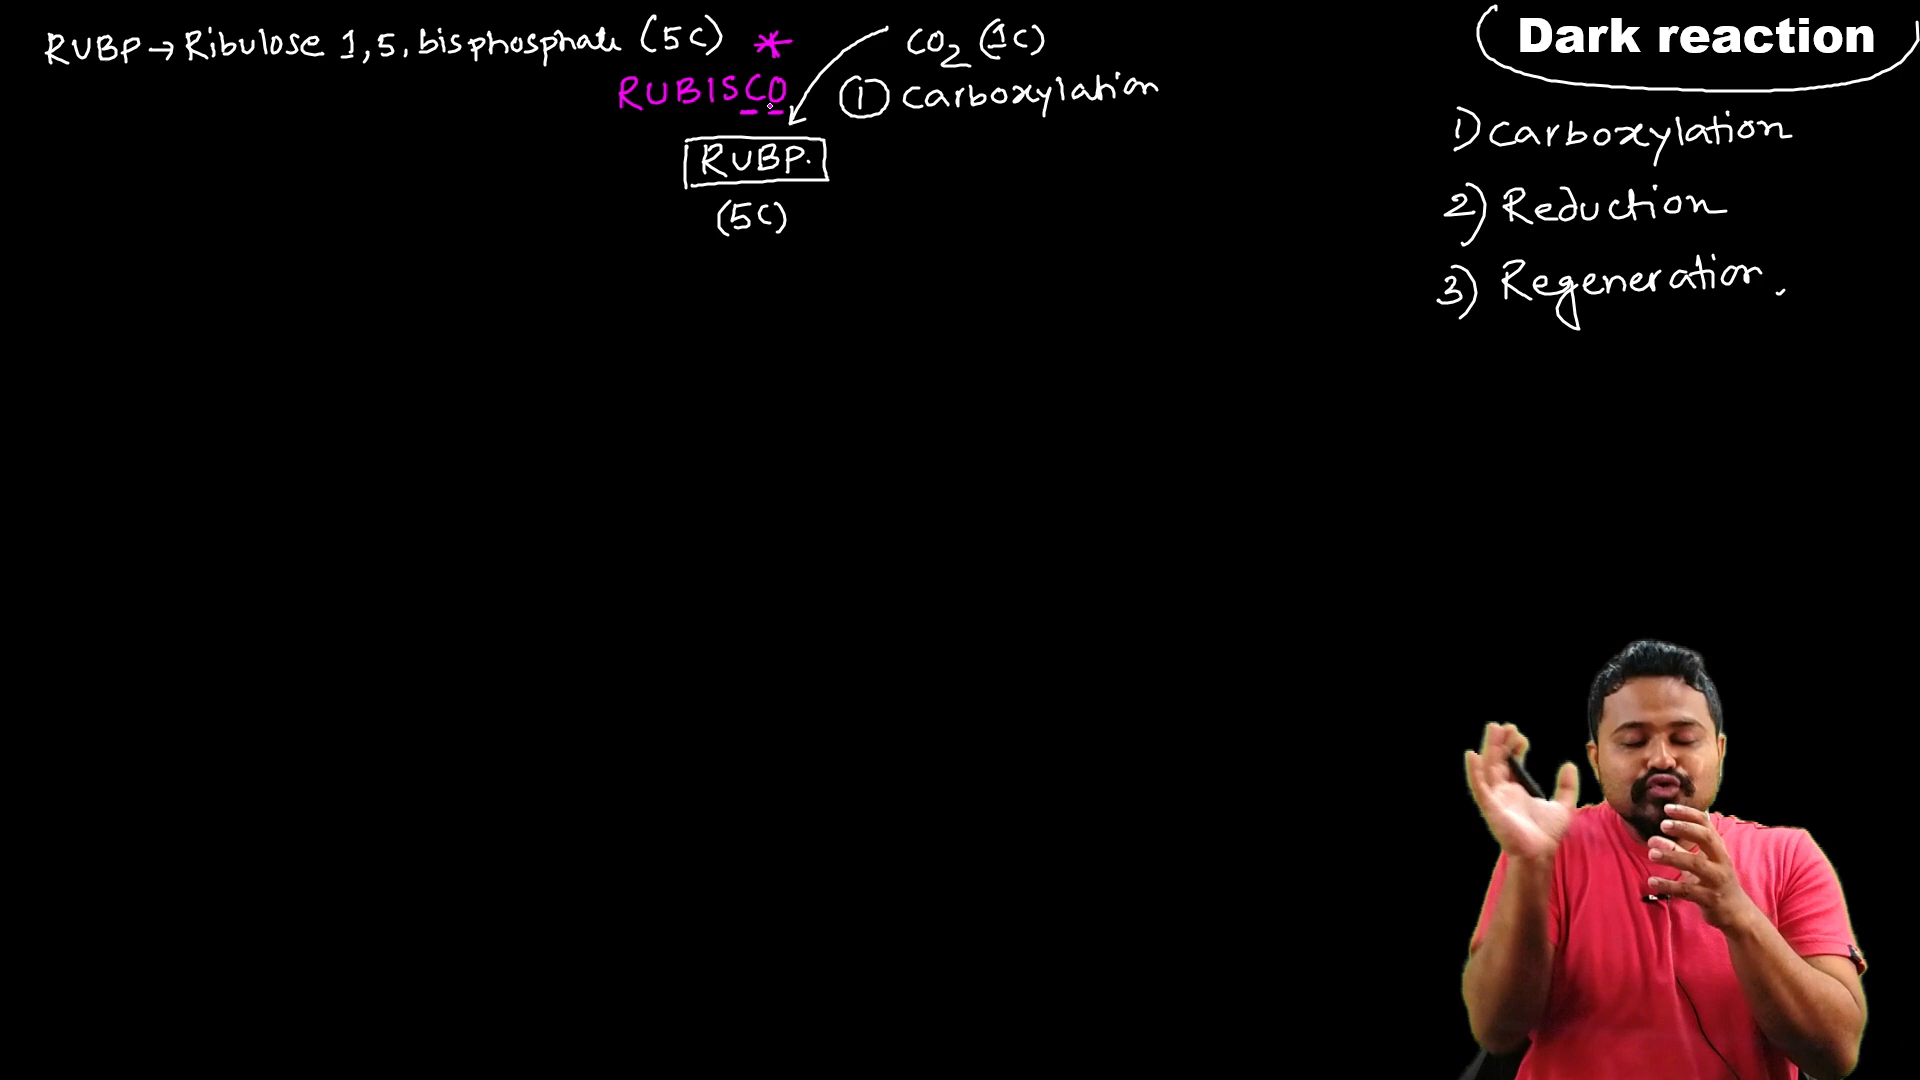 RUBP → Ribulose 1,5, bisphosphate (5C) *
CO2 (1C)
RUBISCO
① Carboxylation
RUBP.
(5C)
Dark reaction
1) Carboxylation
2) Reduction
3) Regeneration.